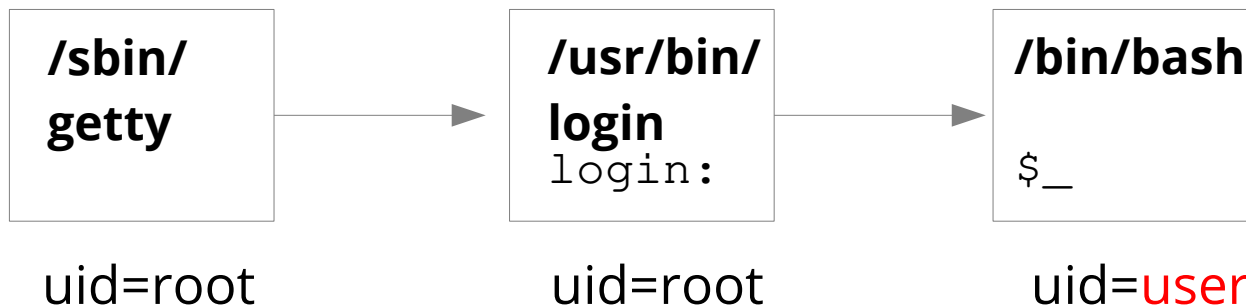 /sbin/
getty
uid=root
/usr/bin/
login
login:
uid=root
/bin/bash
$_
uid=user